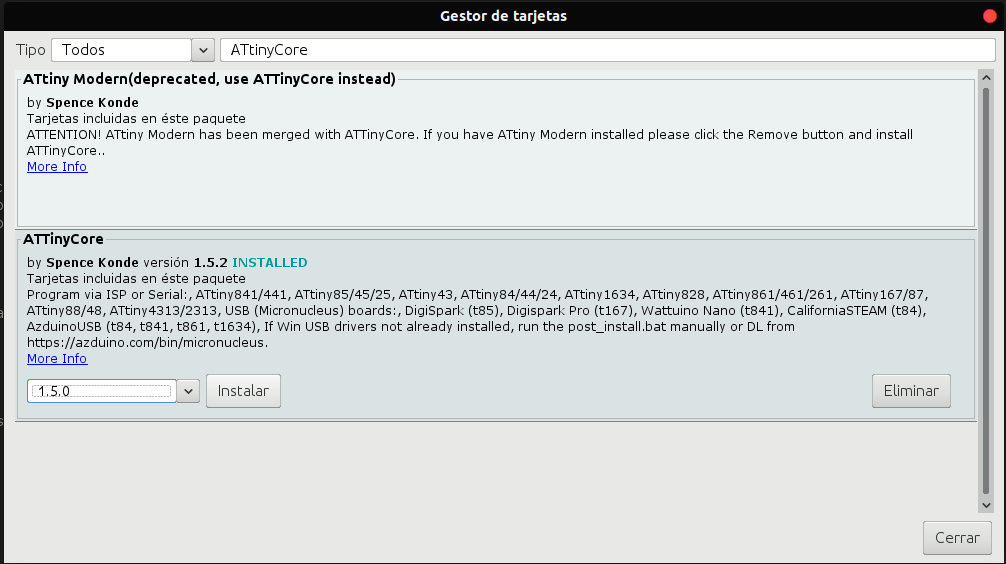 Gestor de tarjetas
Tipo Todos ATtinyCore
ATtiny Modern(deprecated, use ATTinyCore instead)
by Spence Konde
Tarjetas incluidas en éste paquete
ATTENTION! ATtiny Modern has been merged with ATTinyCore. If you have ATtiny Modern installed please click the Remove button and install
ATTinyCore..
More Info
ATTinyCore
by Spence Konde versión 1.5.2 INSTALLED
Tarjetas incluidas en éste paquete
Program via ISP or Serial:, ATtiny841/441, ATtiny85/45/25, ATtiny43, ATtiny84/44/24, ATtiny1634, ATtiny828, ATtiny861/461/261, ATtiny167/87,
ATtiny88/48, ATtiny4313/2313, USB (Micronucleus) boards:, DigiSpark (t85), Digispark Pro (t167), Wattuino Nano (t841), CaliforniaSTEAM (t84),
AzduinoUSB (t84, t841, t861, t1634), If Win USB drivers not already installed, run the post_install.bat manually or DL from
https://azduino.com/bin/micronucleus.
More Info
1.5.0 Instalar Eliminar
Cerrar